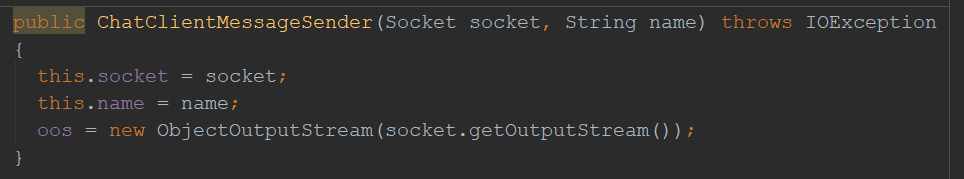 public ChatClientMessageSender(Socket socket, String name) throws IOException
{
this.socket = socket;
this.name = name;
oos = new ObjectOutputStream(socket.getOutputStream());
}